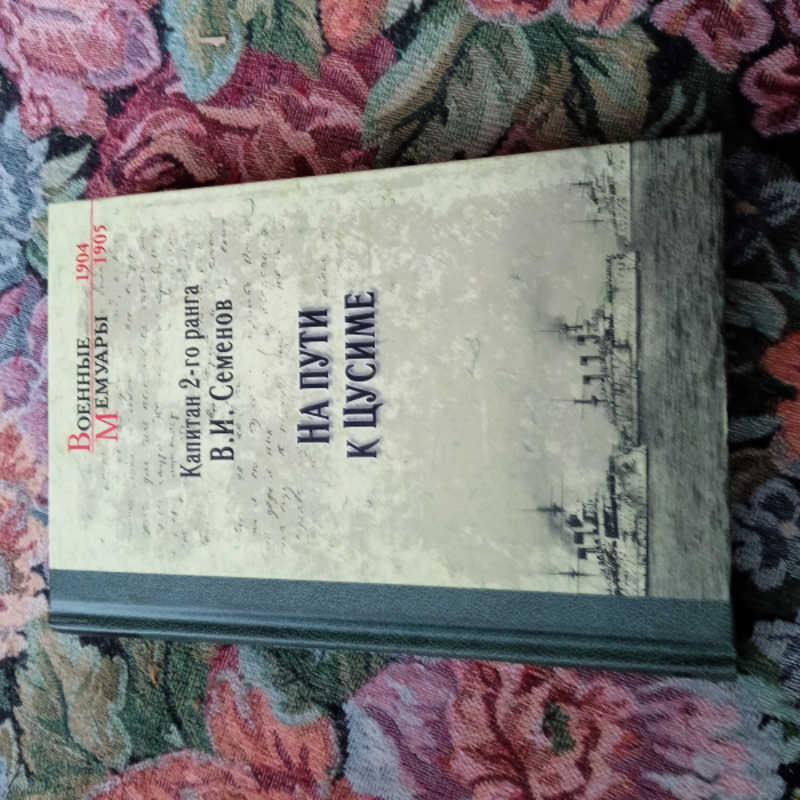 Военные
Мемуары
1904
1905
Капитан 2-го ранга
В.И. Семенов
На пути
к Цусиме